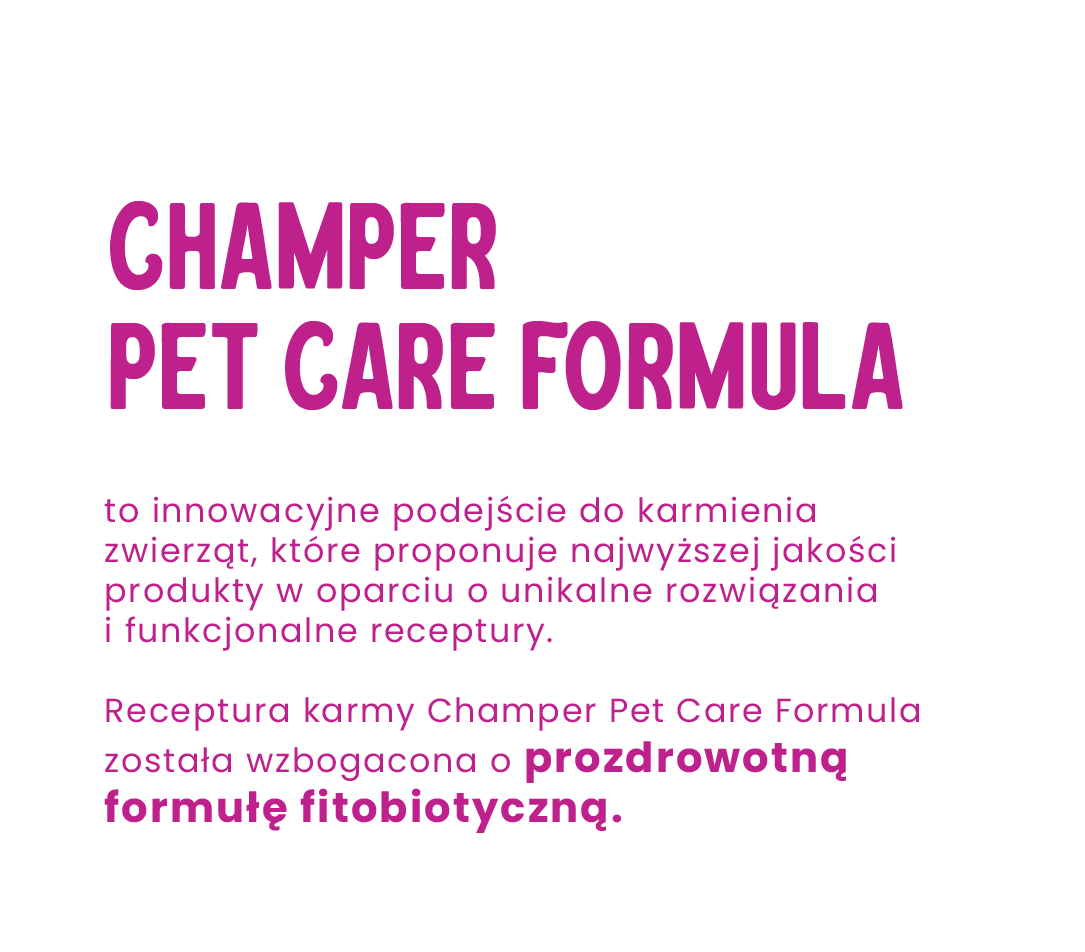 CHAMPER
PET CARE FORMULA
to innowacyjne podejście do karmienia
zwierząt, które proponuje najwyższej jakości
produkty w oparciu o unikalne rozwiązania
i funkcjonalne receptury.
Receptura karmy Champer Pet Care Formula
została wzbogacona o prozdrowotną
formułę fitobiotyczną.